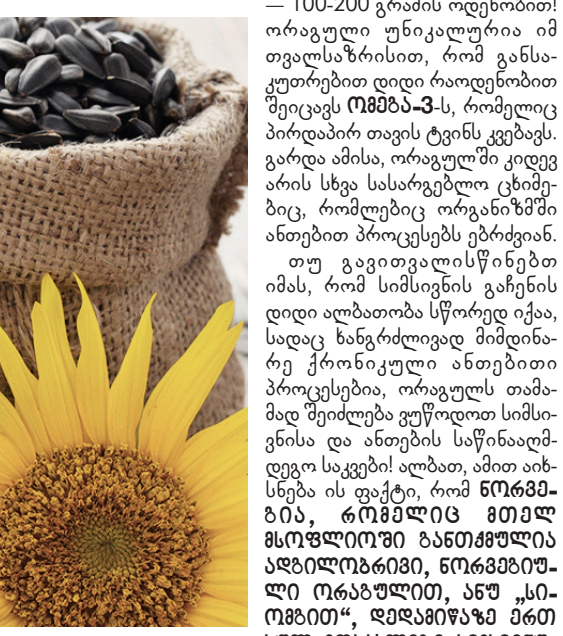 — 100-200 გრამის ოდენობით!
ორაგული უნიკალურია იმ
თვალსაზრისით, რომ განსა-
კუთრებით დიდი რაოდენობით
შეიცავს ᲝᲛᲔᲒᲐ-3-ს, რომელიც
პირდაპირ თავის ტვინს კვებავს.
გარდა ამისა, ორაგულში კიდევ
არის სხვა სასარგებლო ცხიმე-
ბიც, რომლებიც ორგანიზმში
ანთებით პროცესებს ებრძვიან.
თუ გავითვალისწინებთ
იმას, რომ სიმსივნის გაჩენის
დიდი ალბათობა სწორედ იქაა,
სადაც ხანგრძლივად მიმდინა-
რე ქრონიკული ანთებითი
პროცესებია, ორაგულს თამა-
მად შეიძლება ვუწოდოთ სიმსი-
ვნისა და ანთების საწინააღმ-
დეგო საკვები! ალბათ, ამით აიხ-
სნება ის ფაქტი, რომ ᲜᲝᲠᲕᲔ-
ᲒᲘᲐ, ᲠᲝᲛᲔᲚᲘᲪ ᲛᲗᲔᲚ
ᲛᲡᲝᲤᲚᲘᲝᲨᲘ ᲒᲐᲜᲗᲥᲛᲣᲚᲘᲐ
ᲐᲓᲒᲘᲚᲝᲑᲠᲘᲕᲘ, ᲜᲝᲠᲕᲔᲒᲘᲣ-
ᲚᲘ ᲝᲠᲐᲒᲣᲚᲘᲗ, ᲐᲜᲣ „ᲡᲘ-
ᲝᲛᲒᲘᲗ“, ᲓᲔᲓᲐᲛᲘᲬᲐᲖᲔ ᲔᲠᲗ